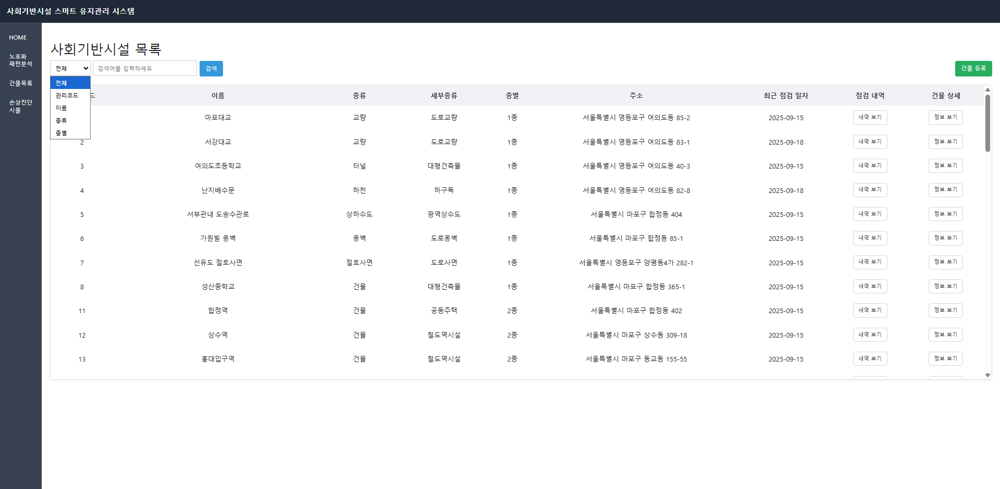 사회기반시설 스마트 유지관리 시스템
HOME
노후화
패턴분석
건물목록
손상진단
시뮬
사회기반시설 목록
전체 검색어를 입력하세요 검색 건물 등록
전체
관리코드
이름
종류
종별
드 이름 종류 세부종류 종별 주소 최근 점검 일자 점검 내역 건물 상세
마포대교 교량 도로교량 1종 서울특별시 영등포구 여의도동 85-2 2025-09-15 내역 보기 정보 보기
2 서강대교 교량 도로교량 1종 서울특별시 영등포구 여의도동 83-1 2025-09-18 내역 보기 정보 보기
3 여의도초등학교 터널 대형건축물 1종 서울특별시 영등포구 여의도동 40-3 2025-09-15 내역 보기 정보 보기
4 난지배수문 하천 하구둑 1종 서울특별시 영등포구 여의도동 82-8 2025-09-18 내역 보기 정보 보기
5 서부관내 도송수관로 상하수도 광역상수도 1종 서울특별시 마포구 합정동 404 2025-09-15 내역 보기 정보 보기
6 가원빌 옹벽 옹벽 도로옹벽 1종 서울특별시 마포구 합정동 85-1 2025-09-15 내역 보기 정보 보기
7 선유도 절토사면 절토사면 도로사면 1종 서울특별시 영등포구 양평동4가 282-1 2025-09-15 내역 보기 정보 보기
8 성산중학교 건물 대형건축물 1종 서울특별시 마포구 합정동 365-1 2025-09-15 내역 보기 정보 보기
11 합정역 건물 공동주택 2종 서울특별시 마포구 합정동 402 2025-09-15 내역 보기 정보 보기
12 상수역 건물 철도역시설 2종 서울특별시 마포구 상수동 309-18 2025-09-15 내역 보기 정보 보기
13 홍대입구역 건물 철도역시설 2종 서울특별시 마포구 동교동 155-55 2025-09-15 내역 보기 정보 보기